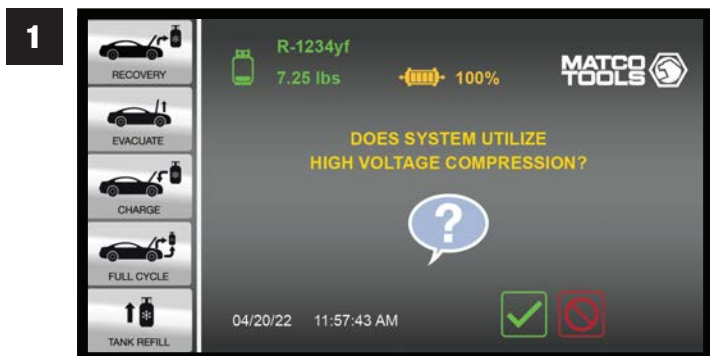 1
RECOVERY
EVACUATE
CHARGE
FULL CYCLE
TANK REFILL
R-1234yf
7.25 lbs
100%
MATCO
TOOLS
DOES SYSTEM UTILIZE
HIGH VOLTAGE COMPRESSION?
?
04/20/22 11:57:43 AM